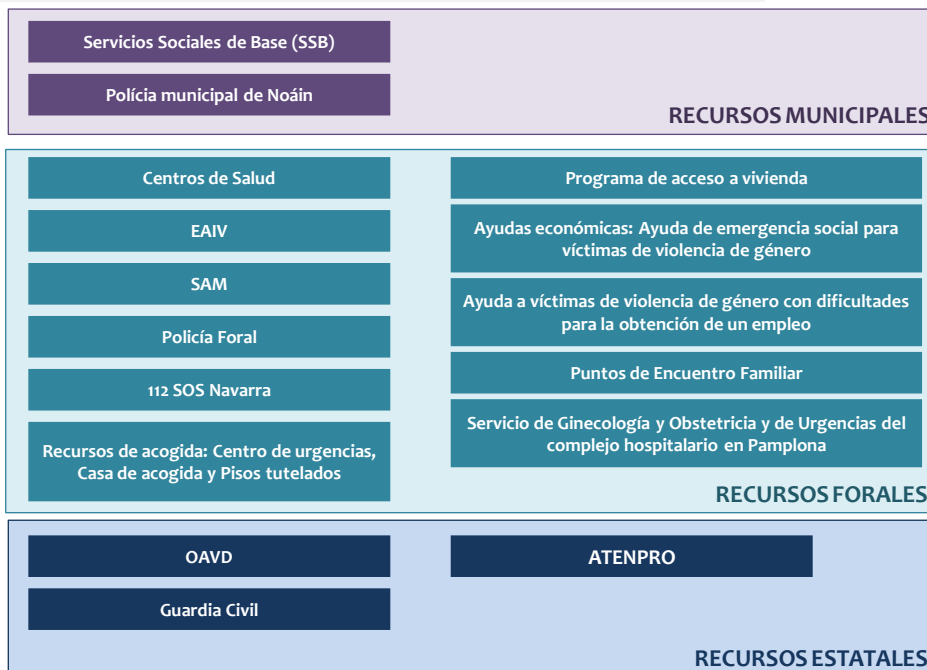 Servicios Sociales de Base (SSB)
Polícia municipal de Noáin
RECURSOS MUNICIPALES
Centros de Salud
EAIV
SAM
Policía Foral
112 SOS Navarra
Recursos de acogida: Centro de urgencias,
Casa de acogida y Pisos tutelados
Programa de acceso a vivienda
Ayudas económicas: Ayuda de emergencia social para
víctimas de violencia de género
Ayuda a víctimas de violencia de género con dificultades
para la obtención de un empleo
Puntos de Encuentro Familiar
Servicio de Ginecología y Obstetricia y de Urgencias del
complejo hospitalario en Pamplona
RECURSOS FORALES
OAVD
Guardia Civil
ATENPRO
RECURSOS ESTATALES